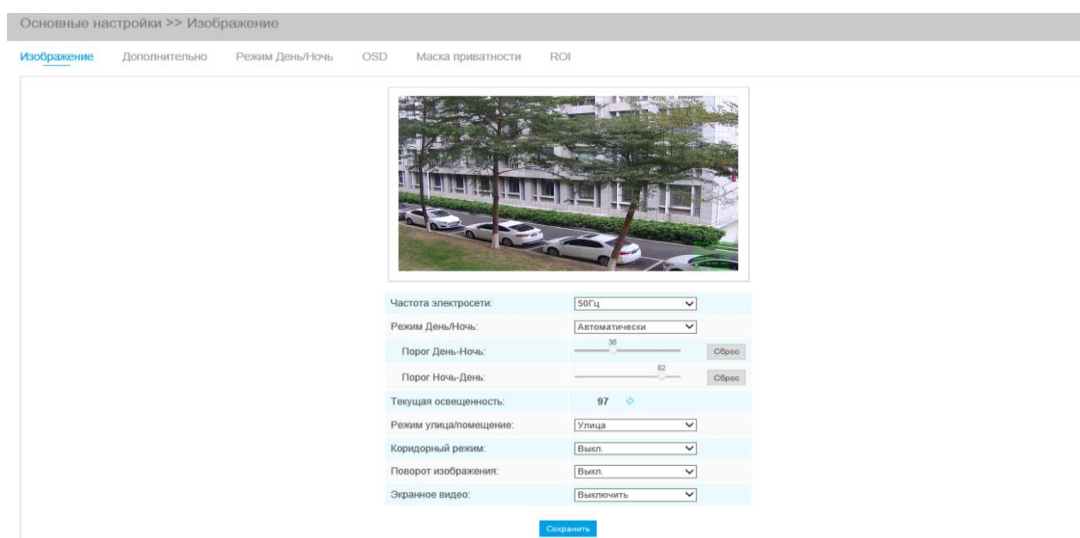 Основные настройки >> Изображение
Изображение Дополнительно Режим День/Ночь OSD Маска приватности ROI
Частота электросети: 50Гц
Режим День/Ночь: Автоматически
36
Порог День-Ночь: Сброс
82
Порог Ночь-День: Сброс
Текущая освещенность: 97
Режим улица/помещение: Улица
Коридорный режим: Выкл.
Поворот изображения: Выкл.
Экранное видео: Выключить
Сохранить